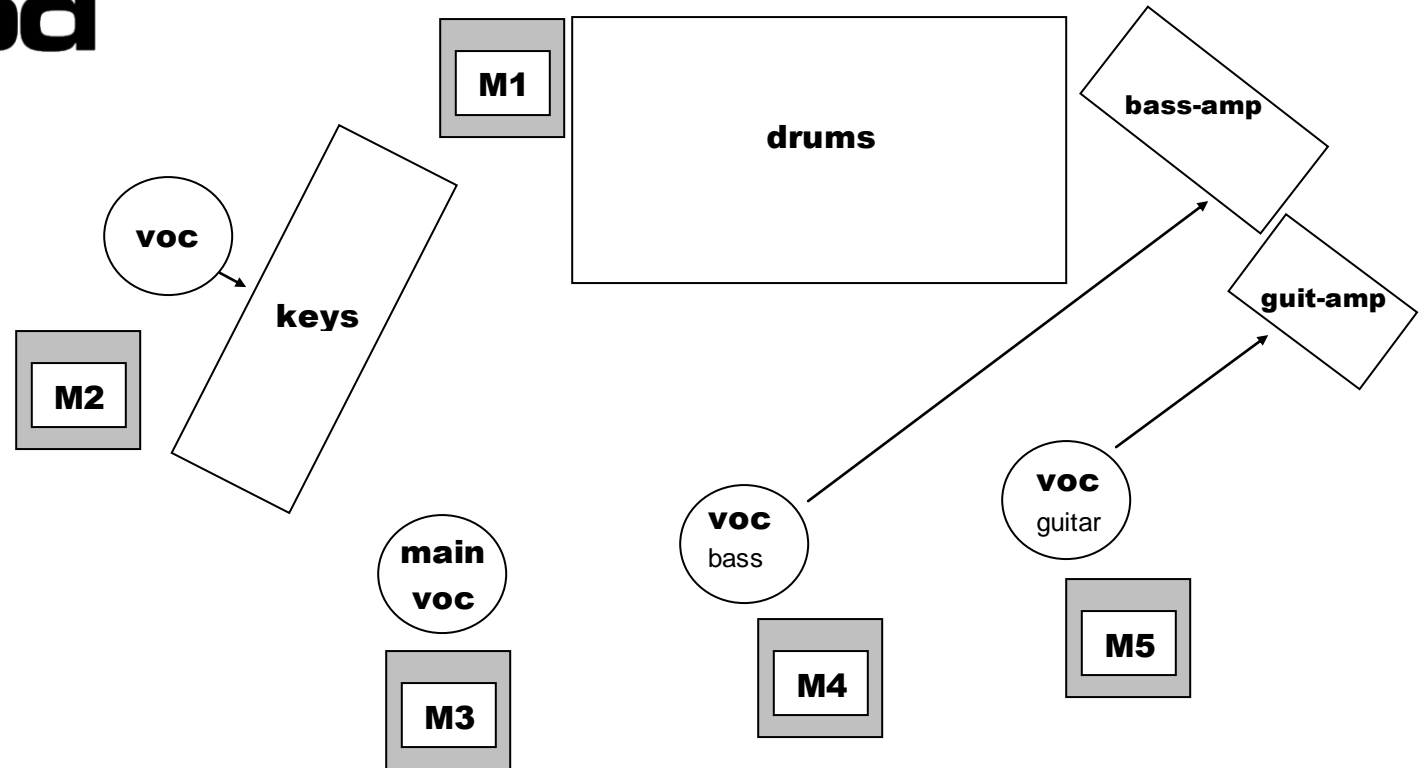 M1
drums
bass-amp
voc
keys
guit-amp
M2
main
voc
voc
bass
voc
guitar
M3
M4
M5